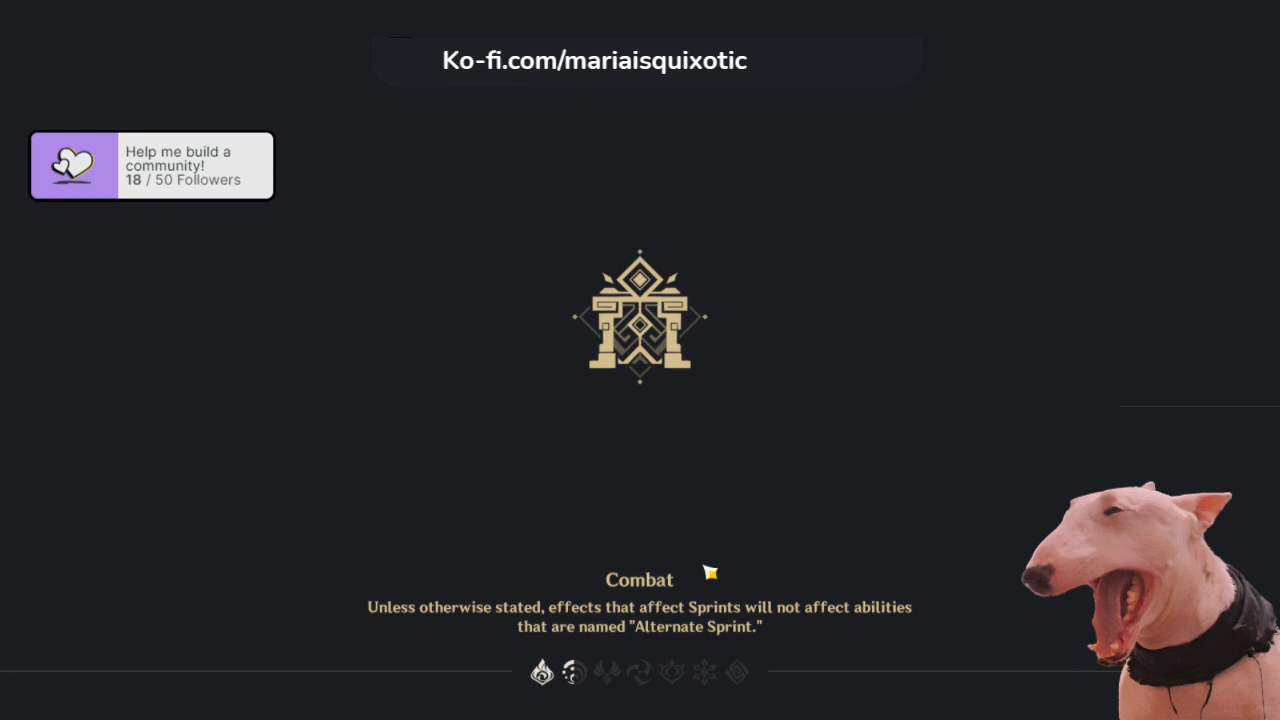 Ko-fi.com/mariaisquixotic
Help me build a
community!
18 / 50 Followers
Combat
Unless otherwise stated, effects that affect Sprints will not affect abilities
that are named "Alternate Sprint."